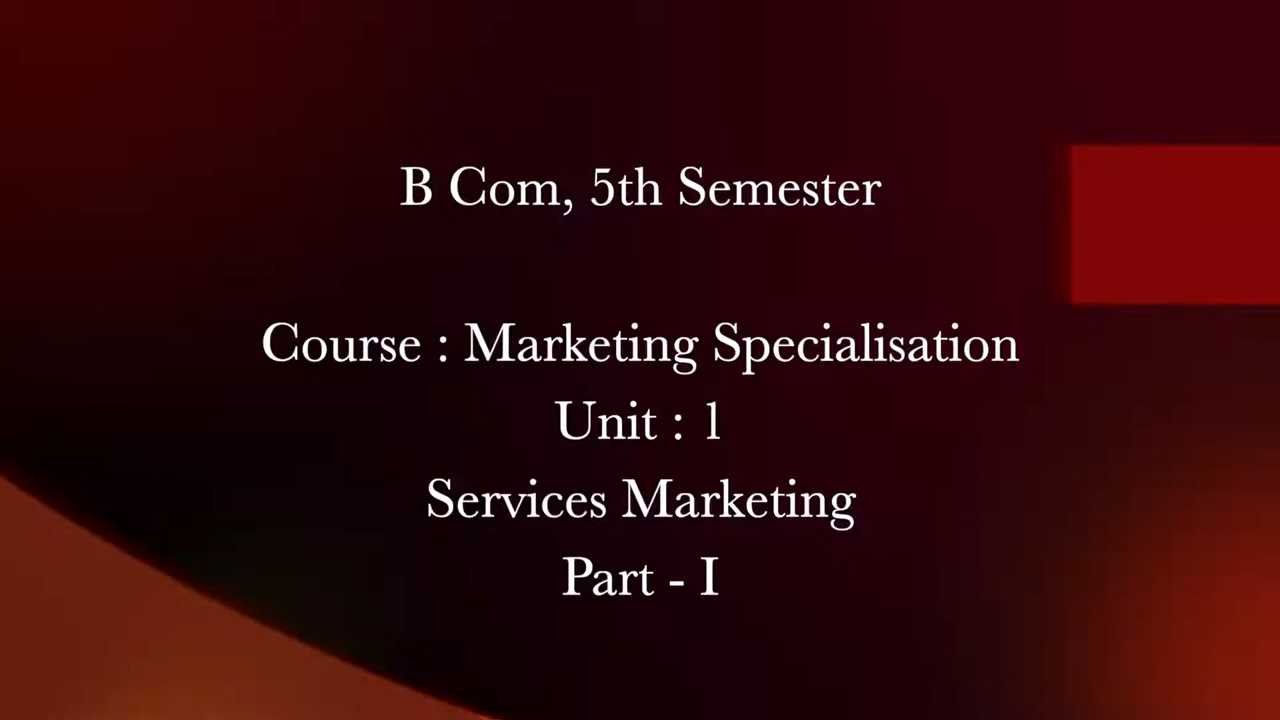 B Com, 5th Semester
Course : Marketing Specialisation
Unit : 1
Services Marketing
Part - I